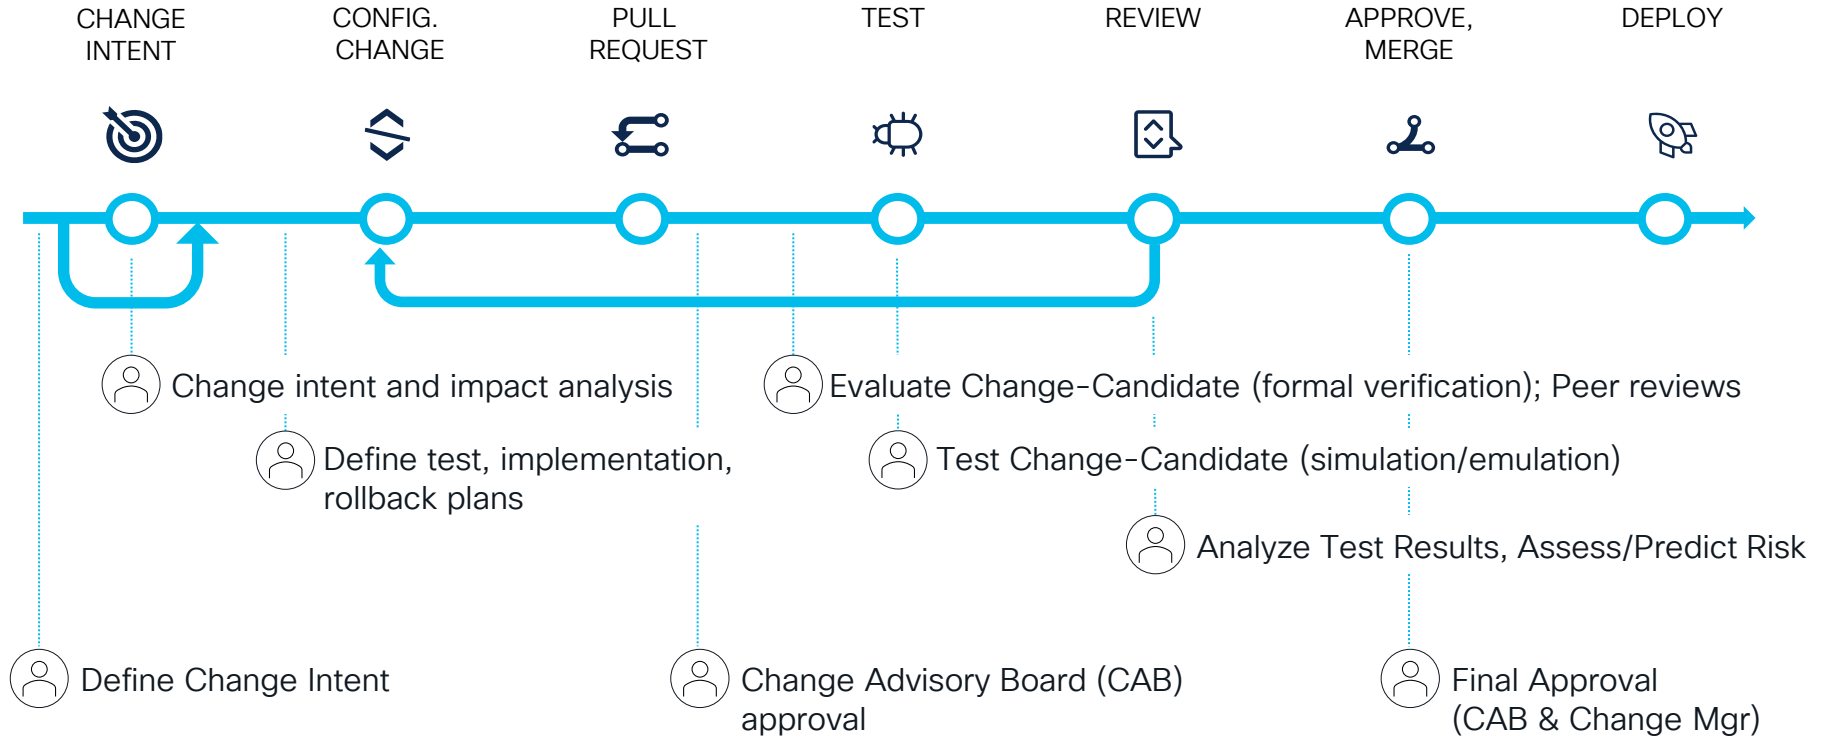 CHANGE
INTENT
CONFIG.
CHANGE
PULL
REQUEST
TEST
REVIEW
APPROVE,
MERGE
DEPLOY
Change intent and impact analysis
Evaluate Change-Candidate (formal verification); Peer reviews
Define test, implementation,
rollback plans
Test Change-Candidate (simulation/emulation)
Analyze Test Results, Assess/Predict Risk
Define Change Intent
Change Advisory Board (CAB)
approval
Final Approval
(CAB & Change Mgr)